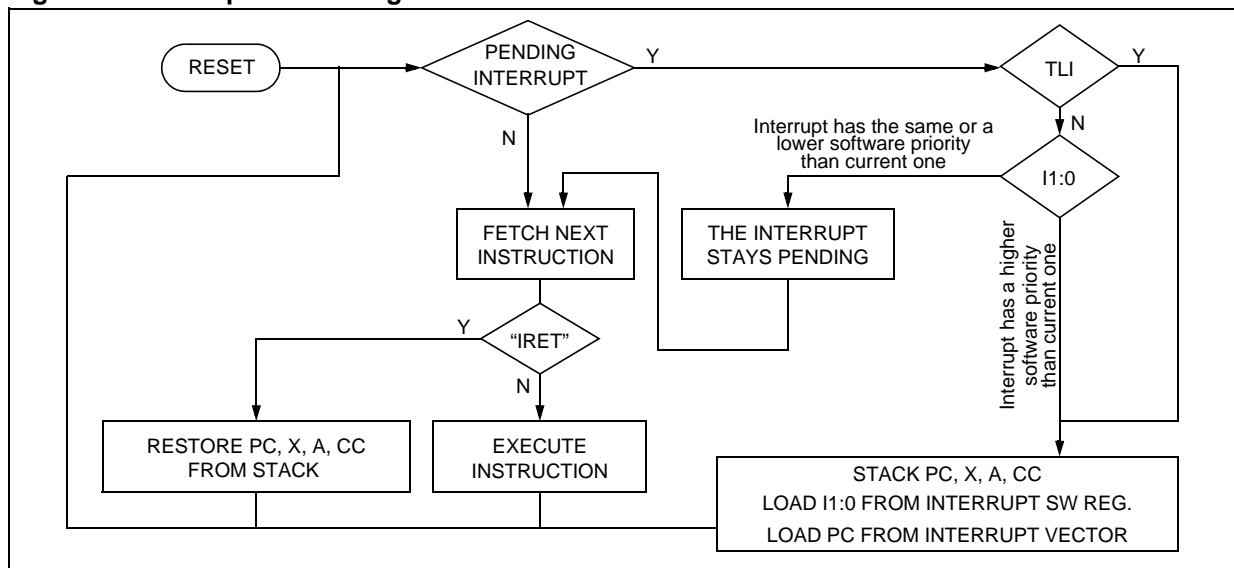 RESET
PENDING
INTERRUPT
Y
TLI
Y
N
N
Interrupt has the same or a
lower software priority
than current one
I1:0
FETCH NEXT
INSTRUCTION
THE INTERRUPT
STAYS PENDING
Interrupt has a higher
software priority
than current one
Y
“IRET”
N
RESTORE PC, X, A, CC
FROM STACK
EXECUTE
INSTRUCTION
STACK PC, X, A, CC
LOAD I1:0 FROM INTERRUPT SW REG.
LOAD PC FROM INTERRUPT VECTOR